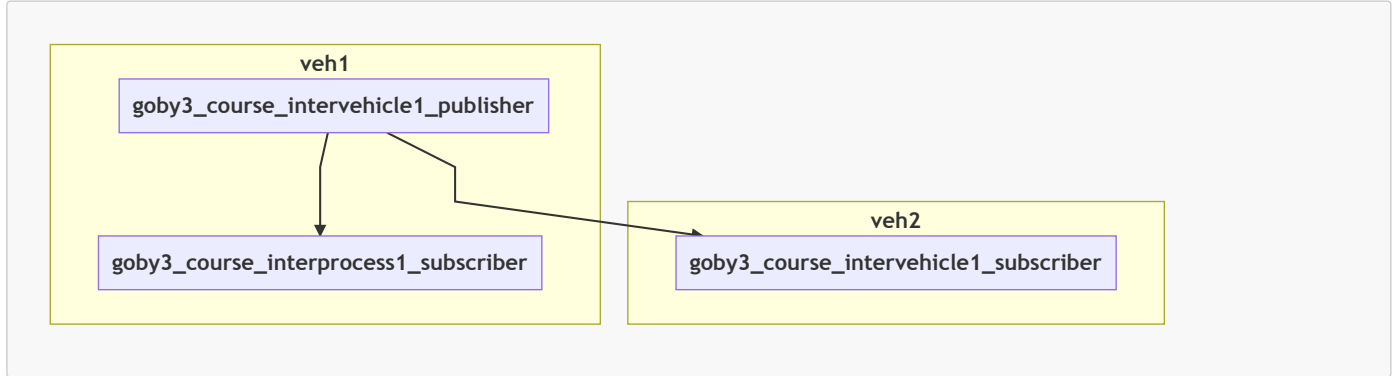 veh1
goby3_course_intervehicle1_publisher
goby3_course_interprocess1_subscriber
veh2
goby3_course_intervehicle1_subscriber